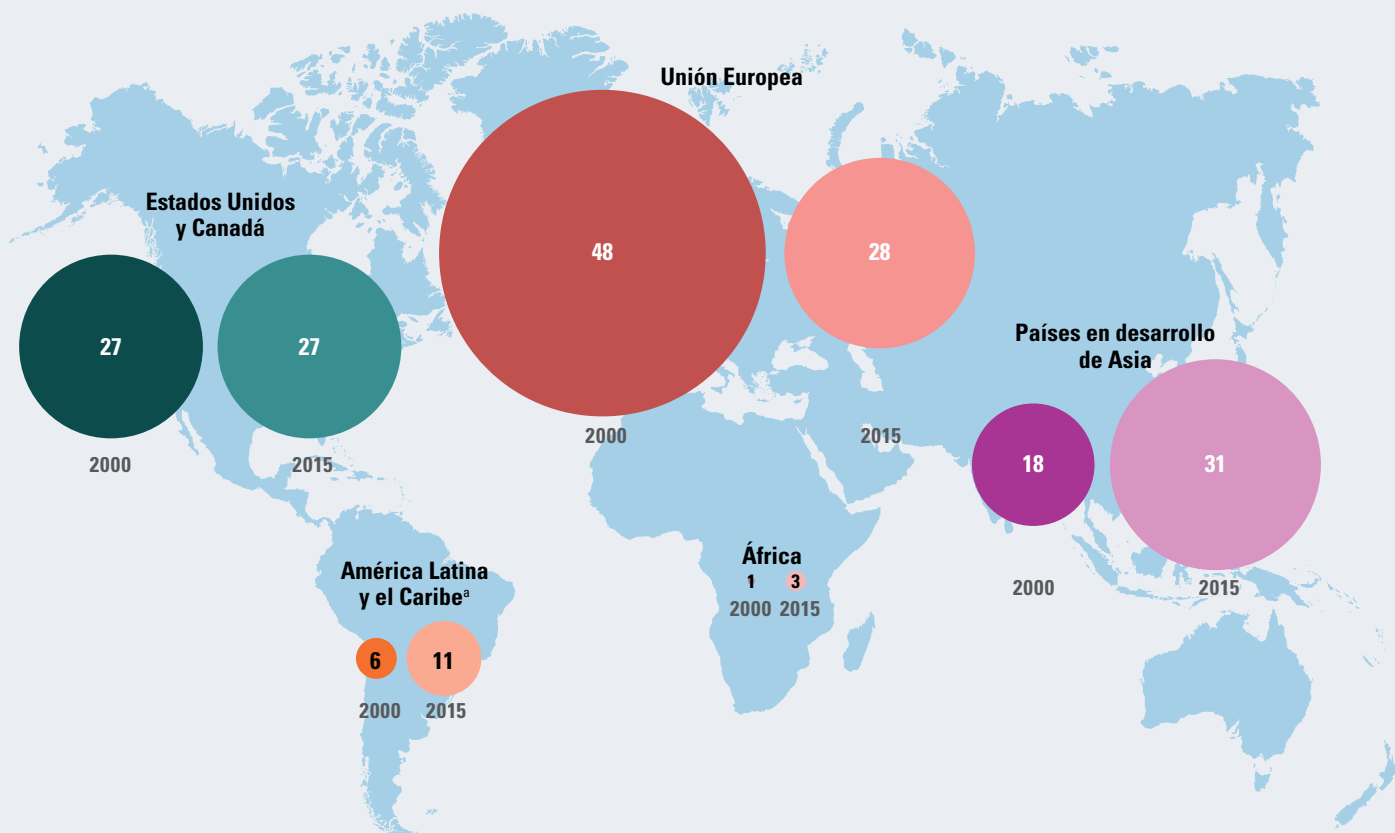 Unión Europea
48
28
2000
2015
Estados Unidos
y Canadá
27
27
2000
2015
Países en desarrollo
de Asia
18
31
2000
2015
África
1
3
2000
2015
América Latina
y el Caribeª
6
11
2000
2015